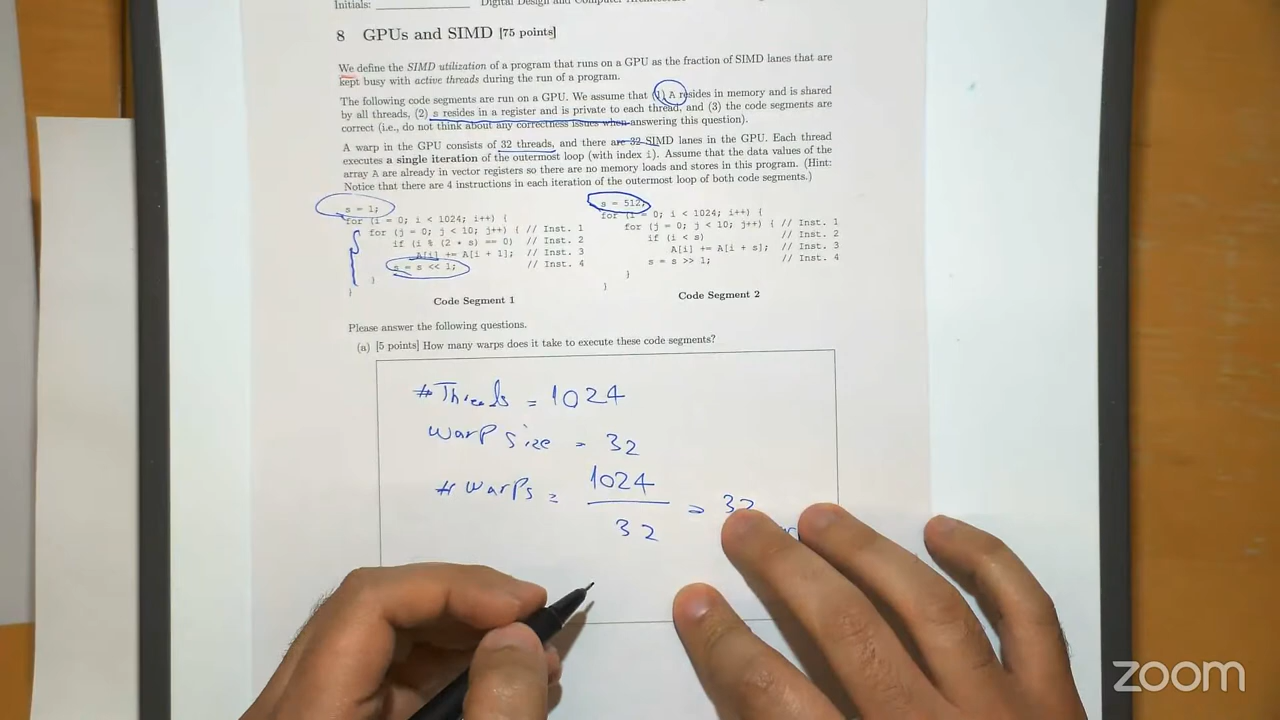 Initials: Digital Design and Computer
8 GPUs and SIMD [75 points]
We define the SIMD utilization of a program that runs on a GPU as the fraction of SIMD lanes that are
kept busy with active threads during the run of a program.
The following code segments are run on a GPU. We assume that (1) A resides in memory and is shared
by all threads, (2) s resides in a register and is private to each thread, and (3) the code segments are
correct (i.e., do not think about any correctness issues when answering this question).
A warp in the GPU consists of 32 threads, and there are 32 SIMD lanes in the GPU. Each thread
executes a single iteration of the outermost loop (with index i). Assume that the data values of the
array A are already in vector registers so there are no memory loads and stores in this program. (Hint:
Notice that there are 4 instructions in each iteration of the outermost loop of both code segments.)
s = 1;
for (i = 0; i < 1024; i++) {
for (j = 0; j < 10; j++) { // Inst. 1
if (i % (2 * s) == 0) // Inst. 2
A[i] += A[i + 1]; // Inst. 3
s = s << 1; // Inst. 4
}
}
Code Segment 1
s = 512;
for (i = 0; i < 1024; i++) {
for (j = 0; j < 10; j++) { // Inst. 1
if (i < s) // Inst. 2
A[i] += A[i + s]; // Inst. 3
s = s >> 1; // Inst. 4
}
}
Code Segment 2
Please answer the following questions.
(a) [5 points] How many warps does it take to execute these code segments?
# Threads = 1024
warp size = 32
# warps = 1024 / 32 = 32
zoom